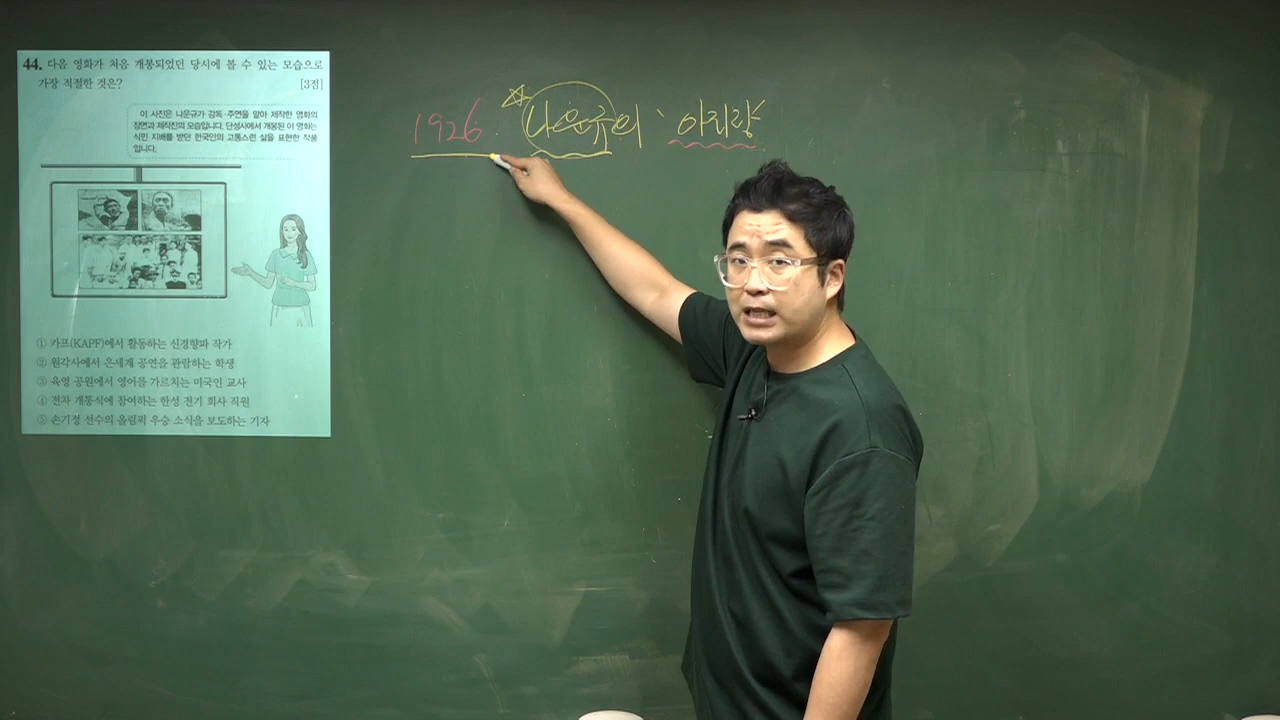 44. 다음 영화가 처음 개봉되었던 당시에 볼 수 있는 모습으로
가장 적절한 것은? [3점]
이 사진은 나운규가 감독·주연을 맡아 제작한 영화의
장면과 제작진의 모습입니다. 단성사에서 개봉된 이 영화는
식민 지배를 받던 한국인의 고통스런 삶을 표현한 작품
입니다.
① 카프(KAPF)에서 활동하는 신경향파 작가
② 원각사에서 은세계 공연을 관람하는 학생
③ 육영 공원에서 영어를 가르치는 미국인 교사
④ 전차 개통식에 참여하는 한성 전기 회사 직원
⑤ 손기정 선수의 올림픽 우승 소식을 보도하는 기자
1926 나운규의 '아리랑'